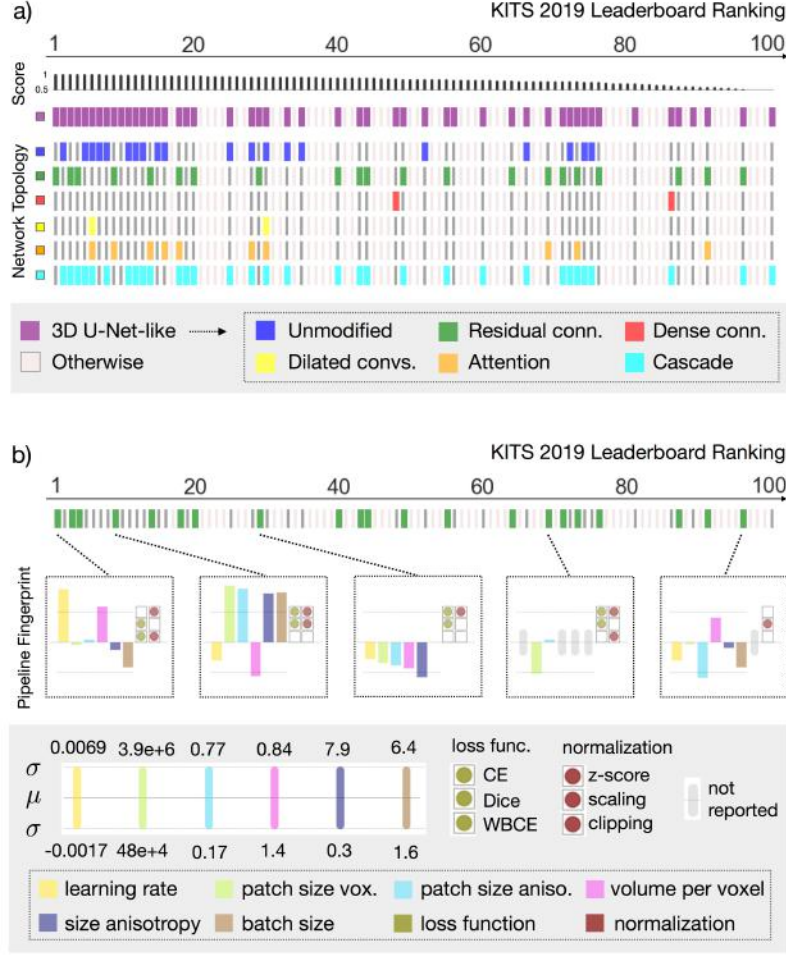 a)
KITS 2019 Leaderboard Ranking
1 20 40 60 80 100
Score
1
0.5
Network Topology
3D U-Net-like
Unmodified
Residual conn.
Dense conn.
Otherwise
Dilated convs.
Attention
Cascade
b)
KITS 2019 Leaderboard Ranking
1 20 40 60 80 100
Pipeline Fingerprint
0.0069 3.9e+6 0.77 0.84 7.9 6.4
σ
μ
σ
-0.0017 48e+4 0.17 1.4 0.3 1.6
loss func.
CE
Dice
WBCE
normalization
z-score
scaling
clipping
not
reported
learning rate
patch size vox.
patch size aniso.
volume per voxel
size anisotropy
batch size
loss function
normalization